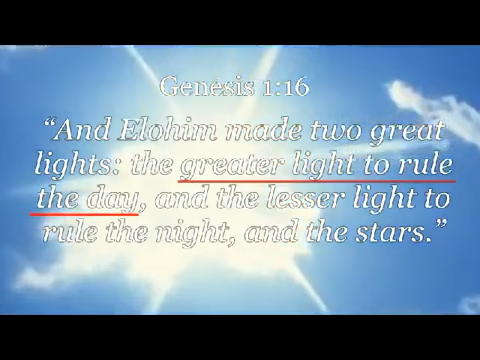 Genesis 1:16
“And Elohim made two great
lights: the greater light to rule
the day, and the lesser light to
rule the night, and the stars.”